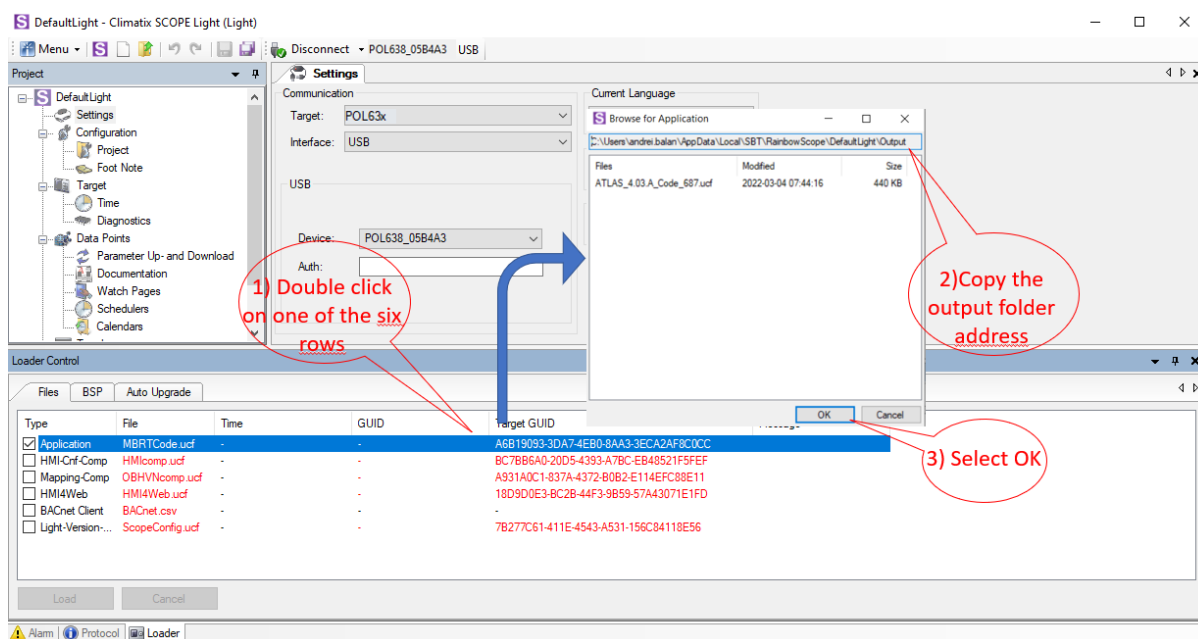 DefaultLight - Climatix SCOPE Light (Light)
Menu
Disconnect
POL638_05B4A3
USB
Project
Settings
DefaultLight
Settings
Configuration
Project
Foot Note
Target
Time
Diagnostics
Data Points
Parameter Up- and Download
Documentation
Watch Pages
Schedulers
Calendars
Communication
Target: POL63x
Interface: USB
USB
Device: POL638_05B4A3
Auth:
Current Language
Browse for Application
:\Users\andrei.balan\AppData\Local\SBT\RainbowScope\DefaultLight\Output
Files Modified Size
ATLAS_4.03.A_Code_687.ucf 2022-03-04 07:44:16 440 KB
OK Cancel
1) Double click
on one of the six
rows
2)Copy the
output folder
address
3) Select OK
Loader Control
Files BSP Auto Upgrade
Type File Time GUID Target GUID
Application MBRTCode.ucf - - A6B19093-3DA7-4EB0-8AA3-3ECA2AF8C0CC
HMI-Cnf-Comp HMIcomp.ucf - - BC7BB6A0-20D5-4393-A7BC-EB48521F5FEF
Mapping-Comp OBHVNcomp.ucf - - A931A0C1-837A-4372-B0B2-E114EFC88E11
HMI4Web HMI4Web.ucf - - 18D9D0E3-BC2B-44F3-9B59-57A43071E1FD
BACnet Client BACnet.csv - - -
Light-Version-... ScopeConfig.ucf - - 7B277C61-411E-4543-A531-156C84118E56
Load Cancel
Alarm Protocol Loader